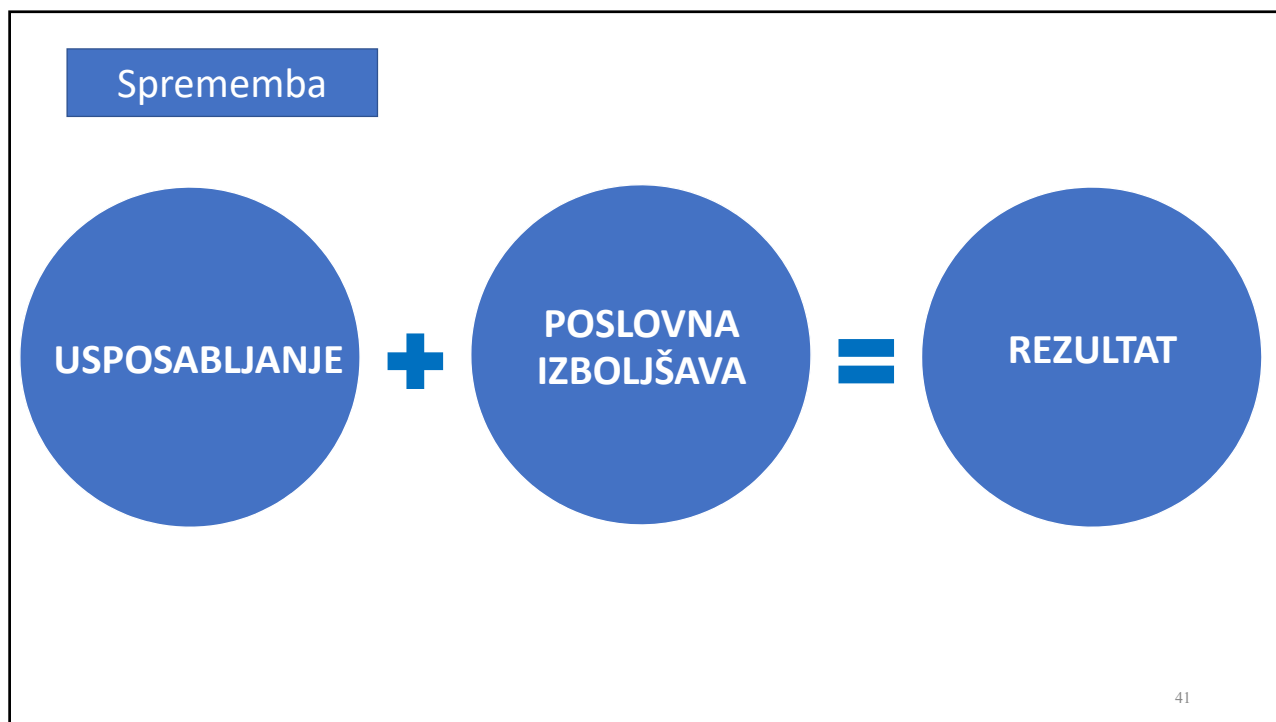 Sprememba
USPOSABLJANJE
POSLOVNA
IZBOLJŠAVA
REZULTAT
41